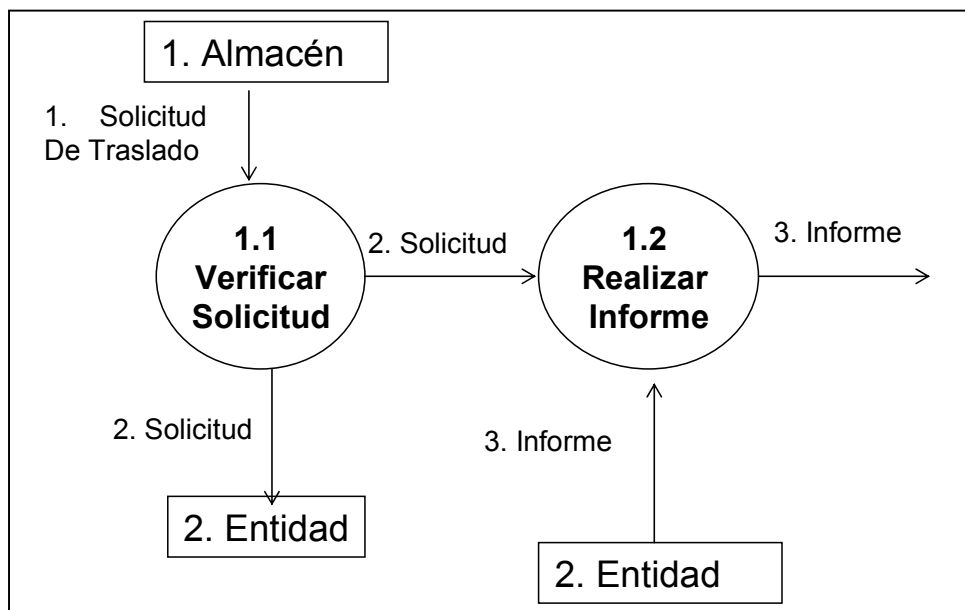 1. Almacén
1. Solicitud
De Traslado
1.1
Verificar
Solicitud
2. Solicitud
1.2
Realizar
Informe
3. Informe
2. Solicitud
3. Informe
2. Entidad
2. Entidad